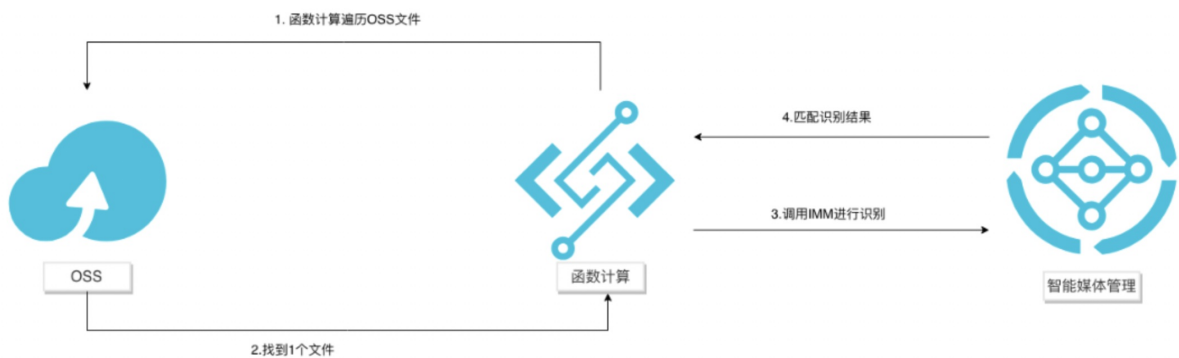 1. 函数计算遍历OSS文件
4.匹配识别结果
3.调用IMM进行识别
OSS
函数计算
智能媒体管理
2.找到1个文件